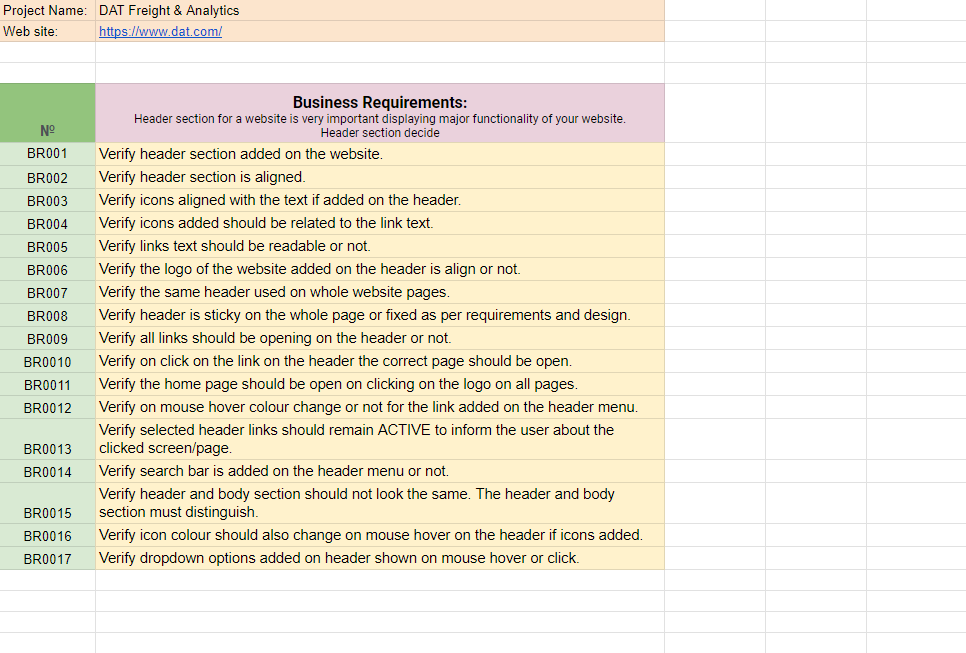 Project Name: DAT Freight & Analytics
Web site: https://www.dat.com/
Nº Business Requirements:
Header section for a website is very important displaying major functionality of your website.
Header section decide
BR001 Verify header section added on the website.
BR002 Verify header section is aligned.
BR003 Verify icons aligned with the text if added on the header.
BR004 Verify icons added should be related to the link text.
BR005 Verify links text should be readable or not.
BR006 Verify the logo of the website added on the header is align or not.
BR007 Verify the same header used on whole website pages.
BR008 Verify header is sticky on the whole page or fixed as per requirements and design.
BR009 Verify all links should be opening on the header or not.
BR0010 Verify on click on the link on the header the correct page should be open.
BR0011 Verify the home page should be open on clicking on the logo on all pages.
BR0012 Verify on mouse hover colour change or not for the link added on the header menu.
BR0013 Verify selected header links should remain ACTIVE to inform the user about the
clicked screen/page.
BR0014 Verify search bar is added on the header menu or not.
BR0015 Verify header and body section should not look the same. The header and body
section must distinguish.
BR0016 Verify icon colour should also change on mouse hover on the header if icons added.
BR0017 Verify dropdown options added on header shown on mouse hover or click.